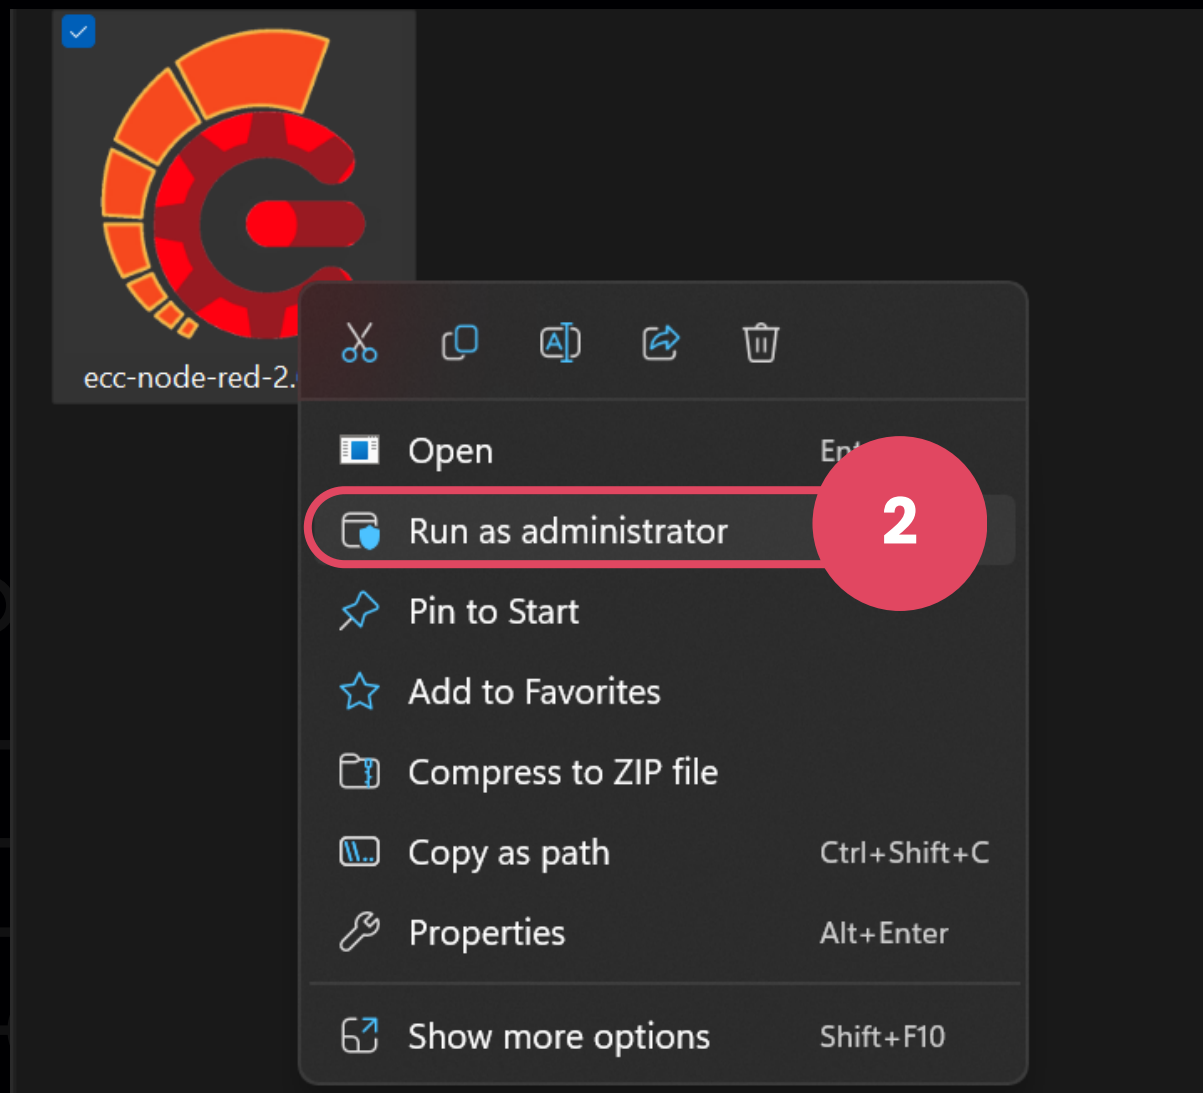 ecc-node-red-2.
Open
Run as administrator
2
Pin to Start
Add to Favorites
Compress to ZIP file
Copy as path Ctrl+Shift+C
Properties Alt+Enter
Show more options Shift+F10